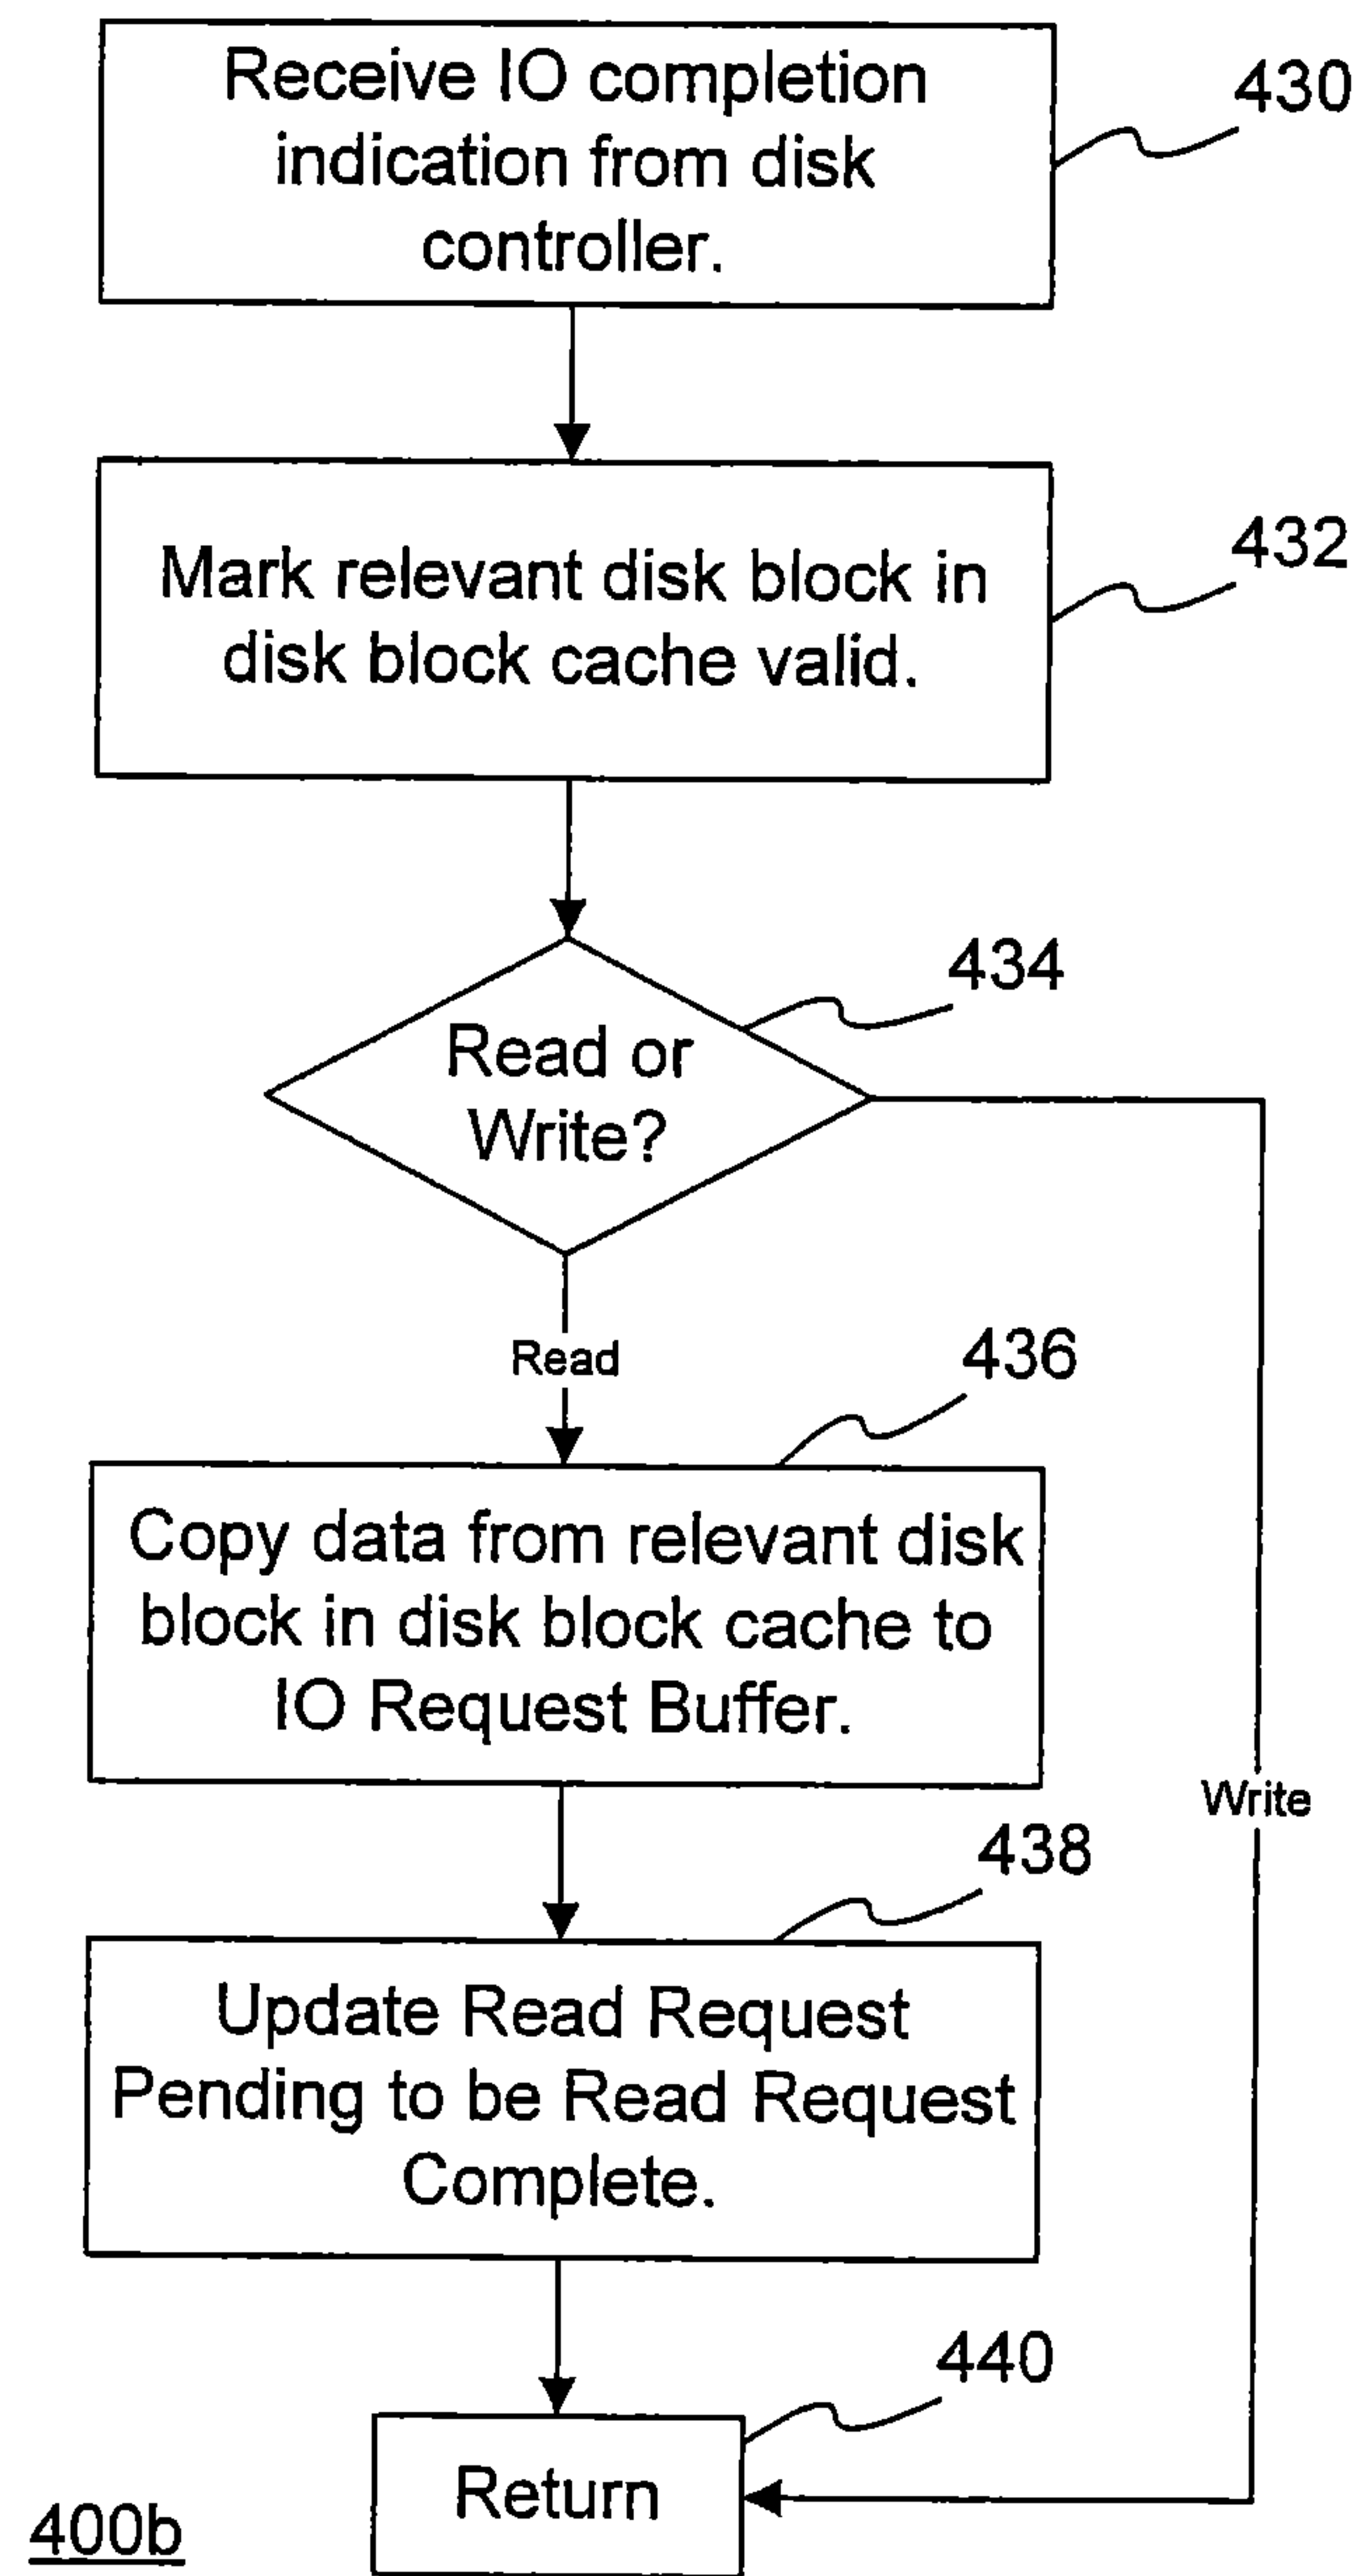 Receive IO completion
indication from disk
controller.
430
Mark relevant disk block in
disk block cache valid.
432
434
Read or
Write?
Read
436
Copy data from relevant disk
block in disk block cache to
IO Request Buffer.
Write
438
Update Read Request
Pending to be Read Request
Complete.
440
Return
400b